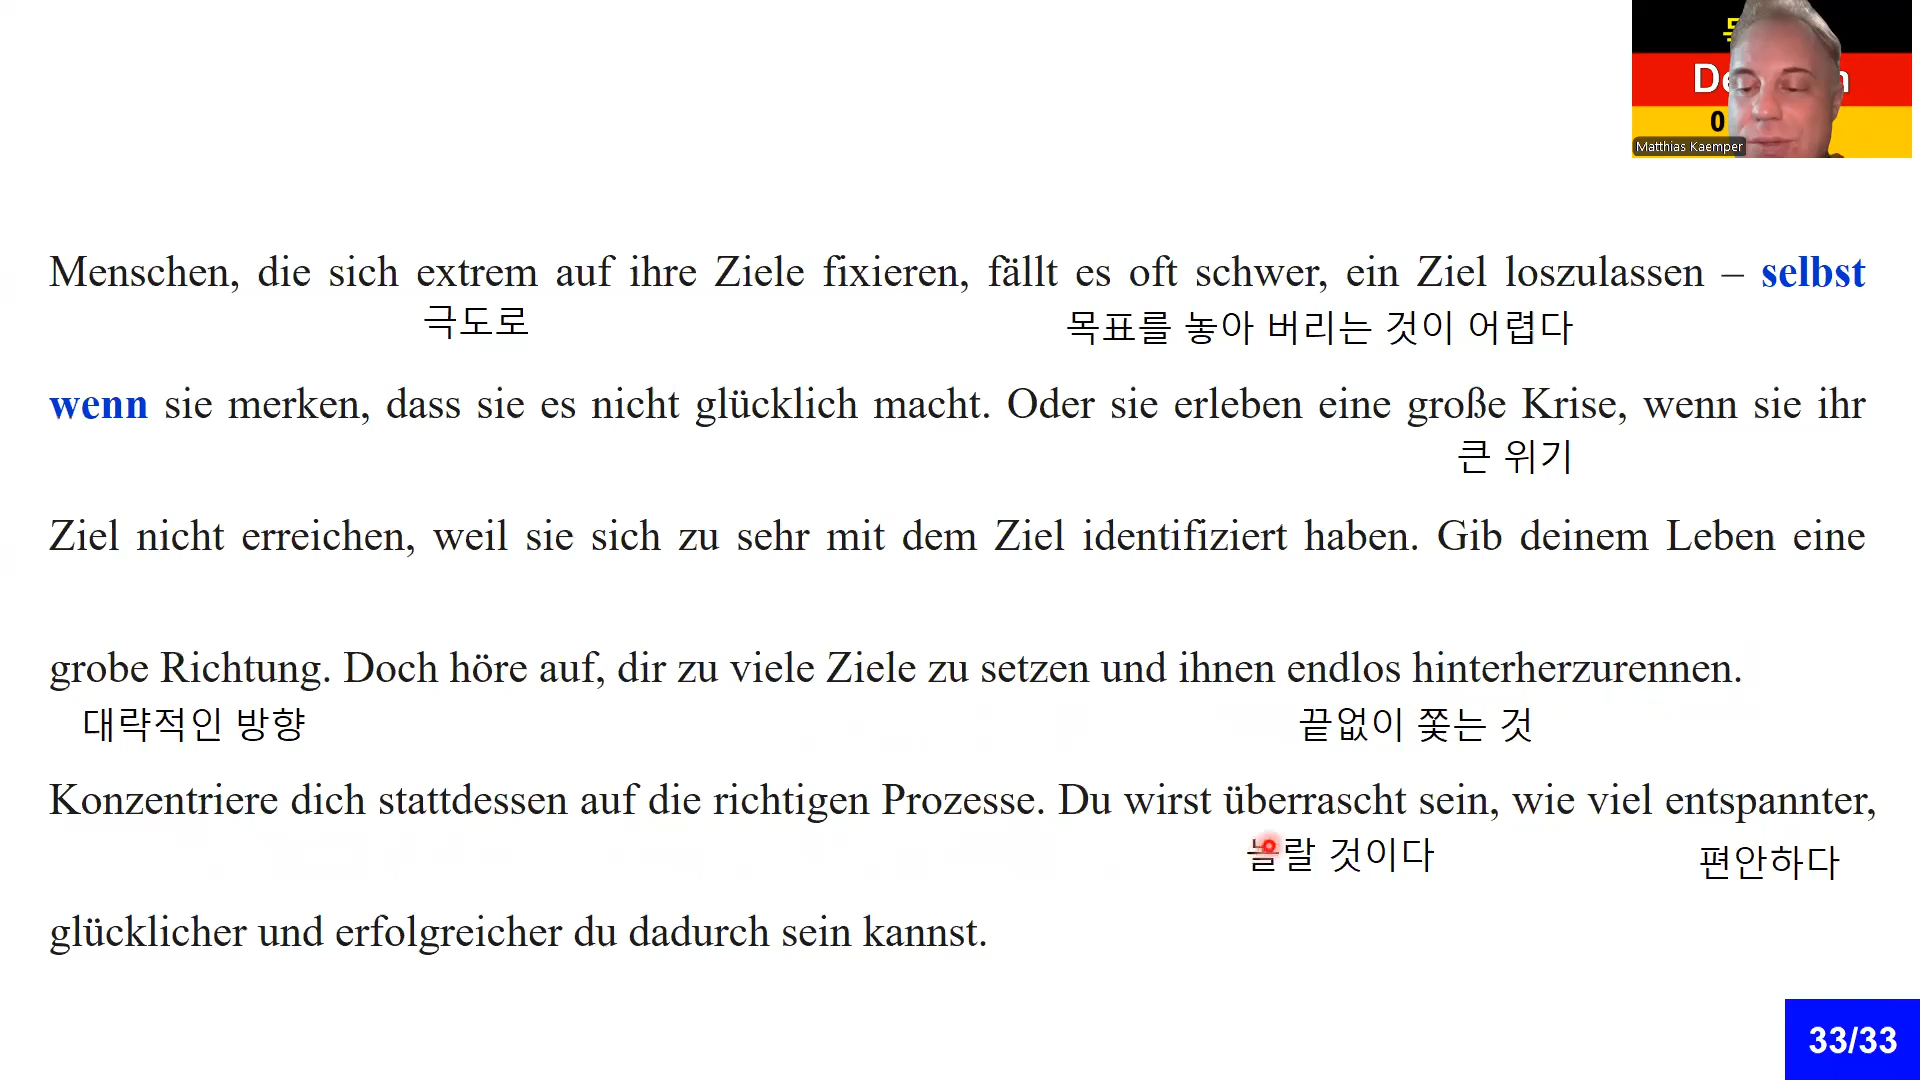 De
0
Matthias Kaemper
Menschen, die sich extrem auf ihre Ziele fixieren, fällt es oft schwer, ein Ziel loszulassen – selbst
극도로 목표를 놓아 버리는 것이 어렵다
wenn sie merken, dass sie es nicht glücklich macht. Oder sie erleben eine große Krise, wenn sie ihr
큰 위기
Ziel nicht erreichen, weil sie sich zu sehr mit dem Ziel identifiziert haben. Gib deinem Leben eine
grobe Richtung. Doch höre auf, dir zu viele Ziele zu setzen und ihnen endlos hinterherzurennen.
대략적인 방향 끝없이 쫓는 것
Konzentriere dich stattdessen auf die richtigen Prozesse. Du wirst überrascht sein, wie viel entspannter,
놀랄 것이다 편안하다
glücklicher und erfolgreicher du dadurch sein kannst.
33/33